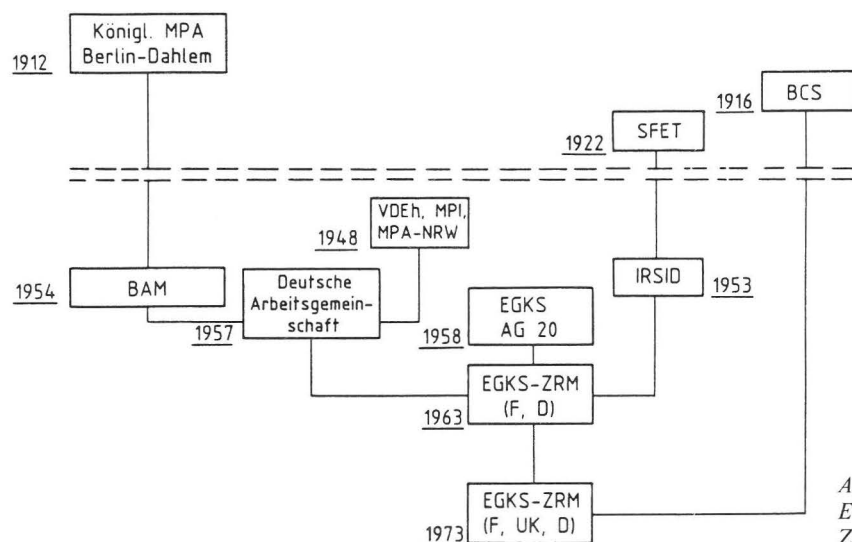 Königl. MPA
Berlin-Dahlem
1912
BCS
1916
SFET
1922
VDEh, MPI,
MPA-NRW
1948
BAM
1954
Deutsche
Arbeitsgemein-
schaft
1957
IRSID
1953
EGKS
AG 20
1958
EGKS-ZRM
(F, D)
1963
EGKS-ZRM
(F, UK, D)
1973
A
E
Z